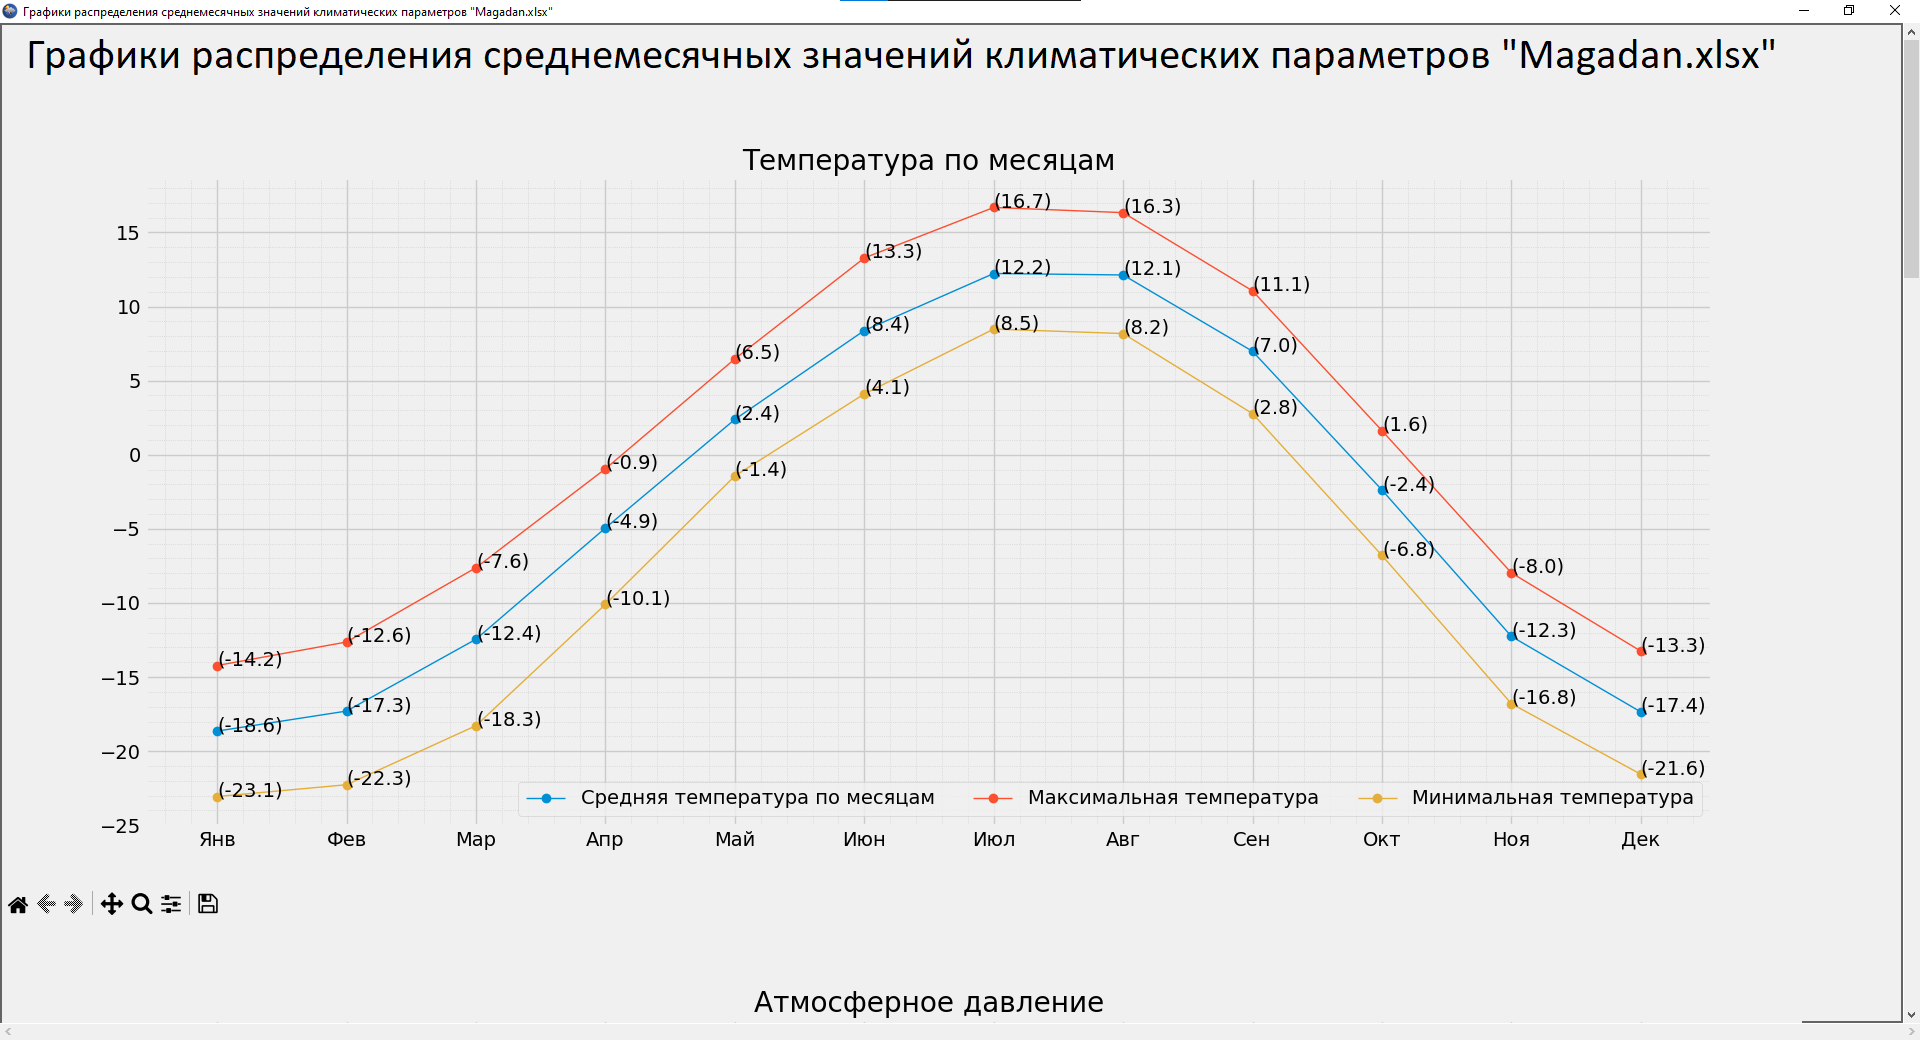 Графики распределения среднемесячных значений климатических параметров "Magadan.xlsx"
Графики распределения среднемесячных значений климатических параметров "Magadan.xlsx"
Температура по месяцам
15
10
5
0
−5
−10
−15
−20
−25
(-14.2) (-12.6) (-7.6) (-0.9) (6.5) (13.3) (16.7) (16.3) (11.1) (1.6) (-8.0) (-13.3)
(-18.6) (-17.3) (-12.4) (-4.9) (2.4) (8.4) (12.2) (12.1) (7.0) (-2.4) (-12.3) (-17.4)
(-23.1) (-22.3) (-18.3) (-10.1) (-1.4) (4.1) (8.5) (8.2) (2.8) (-6.8) (-16.8) (-21.6)
Средняя температура по месяцам Максимальная температура Минимальная температура
Янв Фев Мар Апр Май Июн Июл Авг Сен Окт Ноя Дек
Атмосферное давление